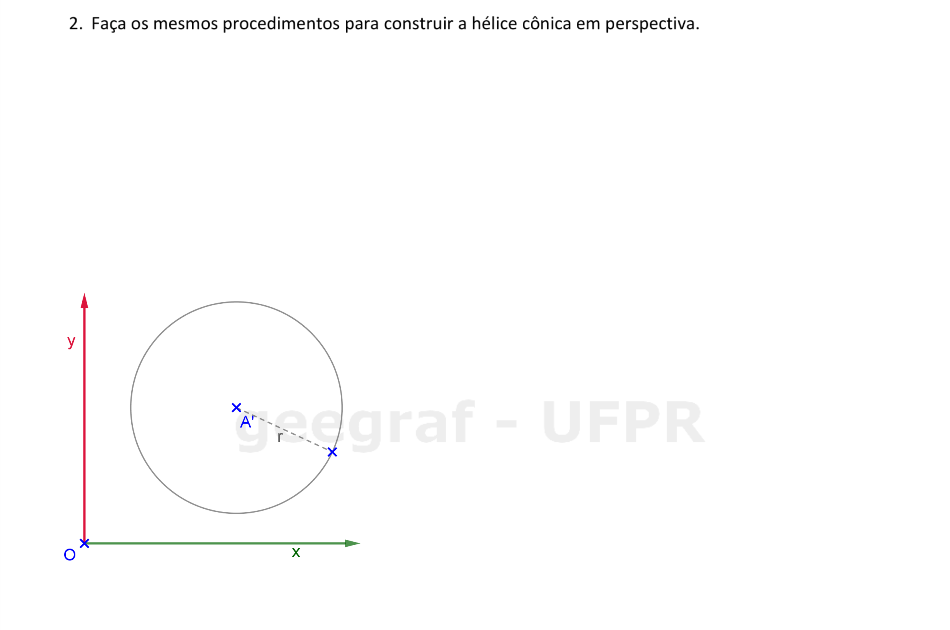 2. Faça os mesmos procedimentos para construir a hélice cônica em perspectiva.
y
A'
geegraf - UFPR
r
O
x